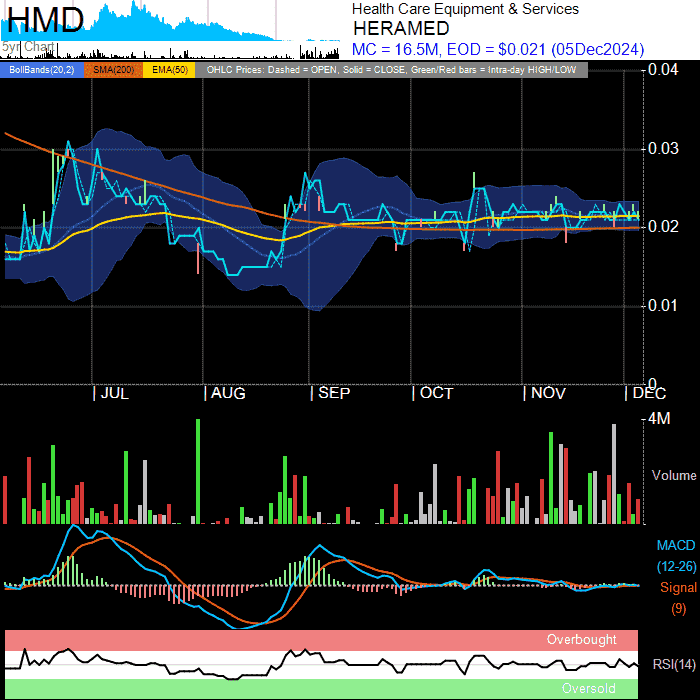 HMD
5yr Chart
Health Care Equipment & Services
HERAMED
MC = 16.5M, EOD = $0.021 (05Dec2024)
BollBands(20,2) SMA(200) EMA(50) OHLC Prices: Dashed = OPEN, Solid = CLOSE, Green/Red bars = Intra-day HIGH/LOW
0.04
0.03
0.02
0.01
0
JUL AUG SEP OCT NOV DEC
4M
Volume
MACD
(12-26)
Signal
(9)
Overbought
RSI(14)
Oversold